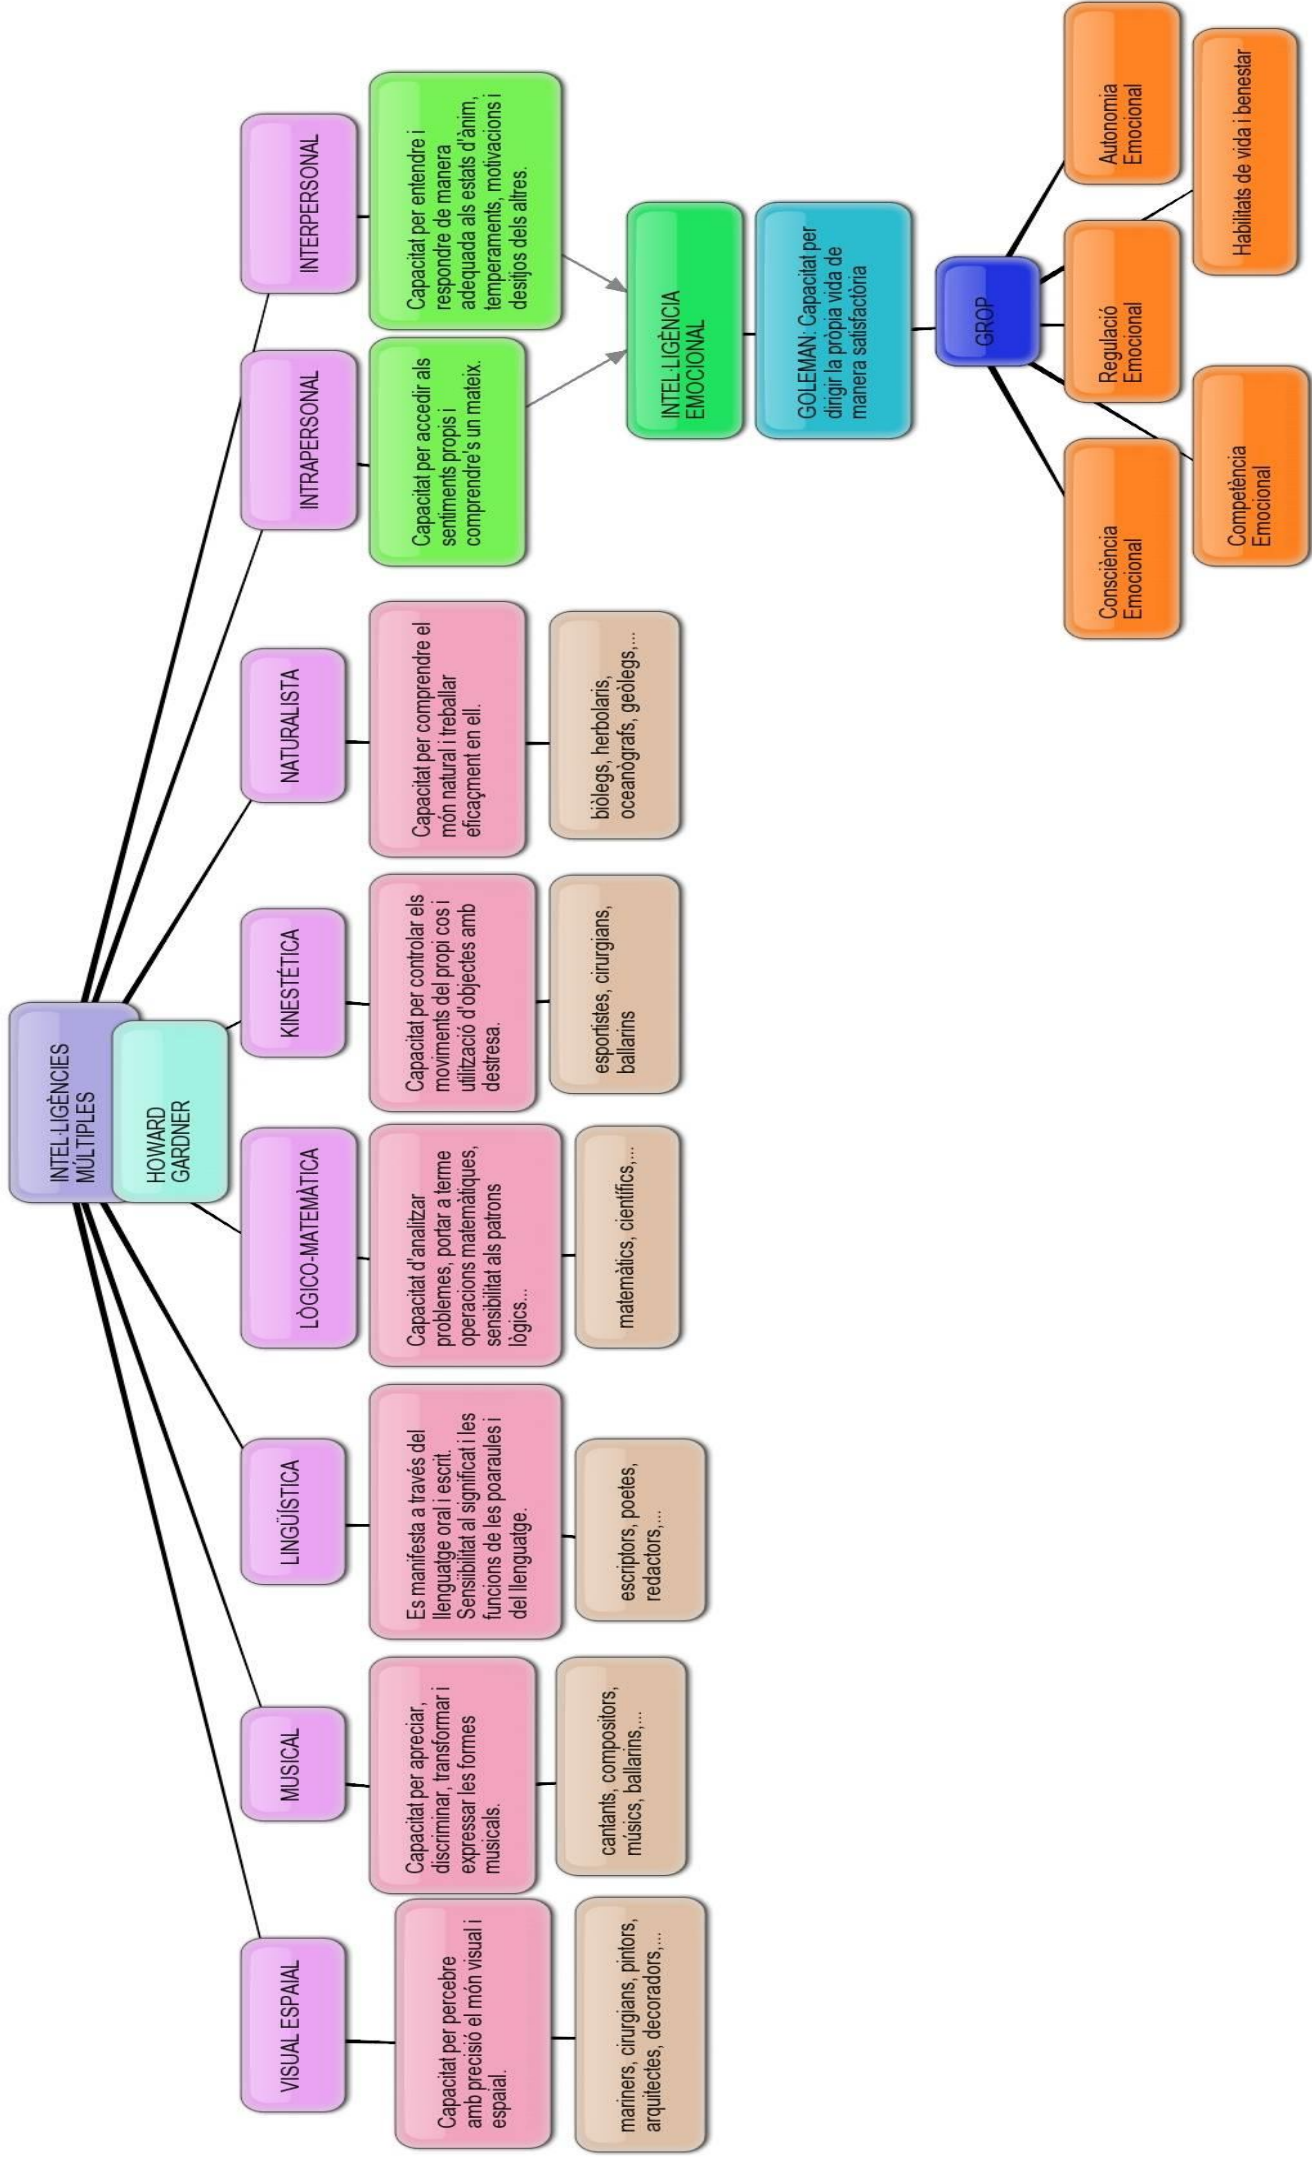 INTEL·LIGÈNCIES
MÚLTIPLES
HOWARD
GARDNER
VISUAL ESPAIAL
MUSICAL
LINGÜÍSTICA
LÒGICO-MATEMÀTICA
KINESTÉTICA
NATURALISTA
INTRAPERSONAL
INTERPERSONAL
Capacitat per percebre
amb precisió el món visual i
espaial.
Capacitat per apreciar,
discriminar, transformar i
expressar les formes
musicals.
Es manifesta a través del
llenguatge oral i escrit.
Sensiibilitat al significat i les
funcions de les poaraules i
del llenguatge.
Capacitat d'analitzar
problemes, portar a terme
operacions matemàtiques,
sensibilitat als patrons
lògics...
Capacitat per controlar els
moviments del propi cos i
utilització d'objectes amb
destresa.
Capacitat per comprendre el
món natural i treballar
eficaçment en ell.
Capacitat per accedir als
sentiments propis i
comprendre's un mateix.
Capacitat per entendre i
respondre de manera
adequada als estats d'ànim,
temperaments, motivacions i
desitjos dels altres.
mariners, cirurgians, pintors,
arquitectes, decoradors,...
cantants, compositors,
músics, ballarins,...
escriptors, poetes,
redactors,...
matemàtics, científics,...
esportistes, cirurgians,
ballarins
biòlegs, herbolaris,
oceanògrafs, geòlegs,...
INTEL·LIGÈNCIA
EMOCIONAL
GOLEMAN: Capacitat per
dirigir la pròpia vida de
manera satisfactòria
GROP
Consciència
Emocional
Regulació
Emocional
Autonomia
Emocional
Competència
Emocional
Habilitats de vida i benestar